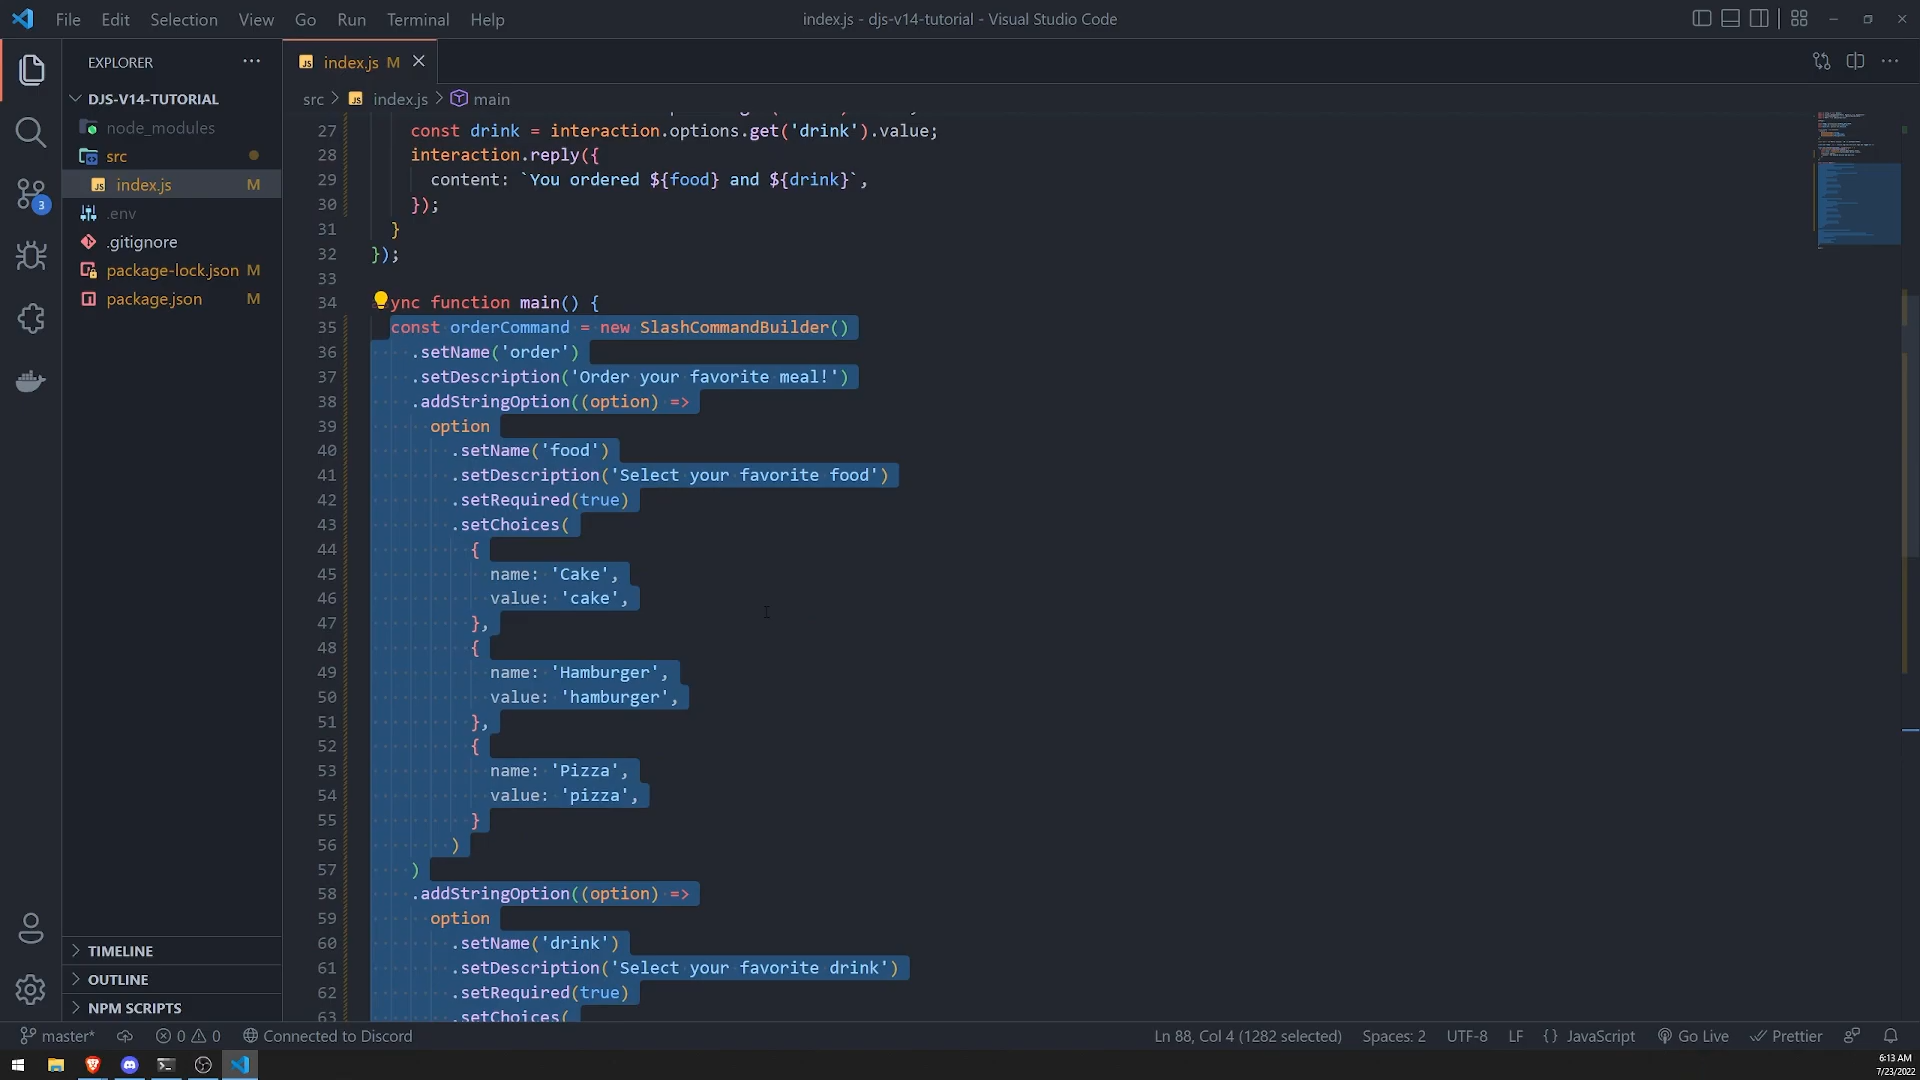 File Edit Selection View Go Run Terminal Help
index.js - djs-v14-tutorial - Visual Studio Code
EXPLORER
DJS-V14-TUTORIAL
node_modules
src
index.js M
.env
.gitignore
package-lock.json M
package.json M
TIMELINE
OUTLINE
NPM SCRIPTS
3
index.js M
src > index.js > main
27 const drink = interaction.options.get('drink').value;
28 interaction.reply({
29 content: `You ordered ${food} and ${drink}`,
30 });
31 }
32 });
33
34 ync function main() {
35 const orderCommand = new SlashCommandBuilder()
36 .setName('order')
37 .setDescription('Order your favorite meal!')
38 .addStringOption((option) =>
39 option
40 .setName('food')
41 .setDescription('Select your favorite food')
42 .setRequired(true)
43 .setChoices(
44 {
45 name: 'Cake',
46 value: 'cake',
47 },
48 {
49 name: 'Hamburger',
50 value: 'hamburger',
51 },
52 {
53 name: 'Pizza',
54 value: 'pizza',
55 }
56 )
57 )
58 .addStringOption((option) =>
59 option
60 .setName('drink')
61 .setDescription('Select your favorite drink')
62 .setRequired(true)
63 .setChoices(
master* 0 0 Connected to Discord
Ln 88, Col 4 (1282 selected) Spaces: 2 UTF-8 LF {} JavaScript Go Live Prettier
6:13 AM
7/23/2022